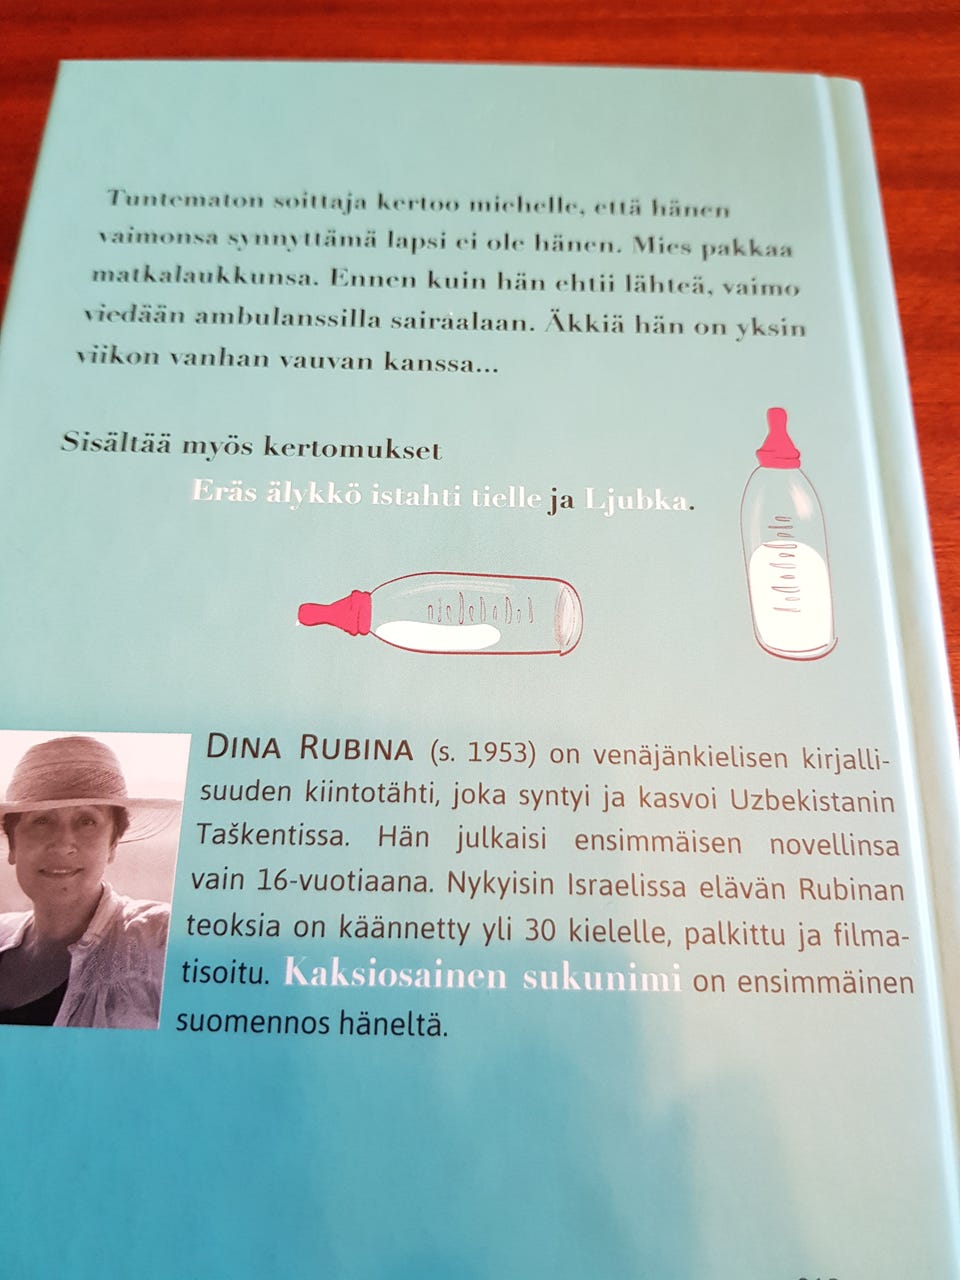 Tuntematon soittaja kertoo miehelle, että hänen
vaimonsa synnyttämä lapsi ei ole hänen. Mies pakkaa
matkalaukkunsa. Ennen kuin hän ehtii lähteä, vaimo
viedään ambulanssilla sairaalaan. Äkkiä hän on yksin
viikon vanhan vauvan kanssa...
Sisältää myös kertomukset
Eräs älykkö istahti tielle ja Ljubka.
DINA RUBINA (s. 1953) on venäjänkielisen kirjalli-
suuden kiintotähti, joka syntyi ja kasvoi Uzbekistanin
Taškentissa. Hän julkaisi ensimmäisen novellinsa
vain 16-vuotiaana. Nykyisin Israelissa elävän Rubinan
teoksia on käännetty yli 30 kielelle, palkittu ja filma-
tisoitu. Kaksiosainen sukunimi on ensimmäinen
suomennos häneltä.